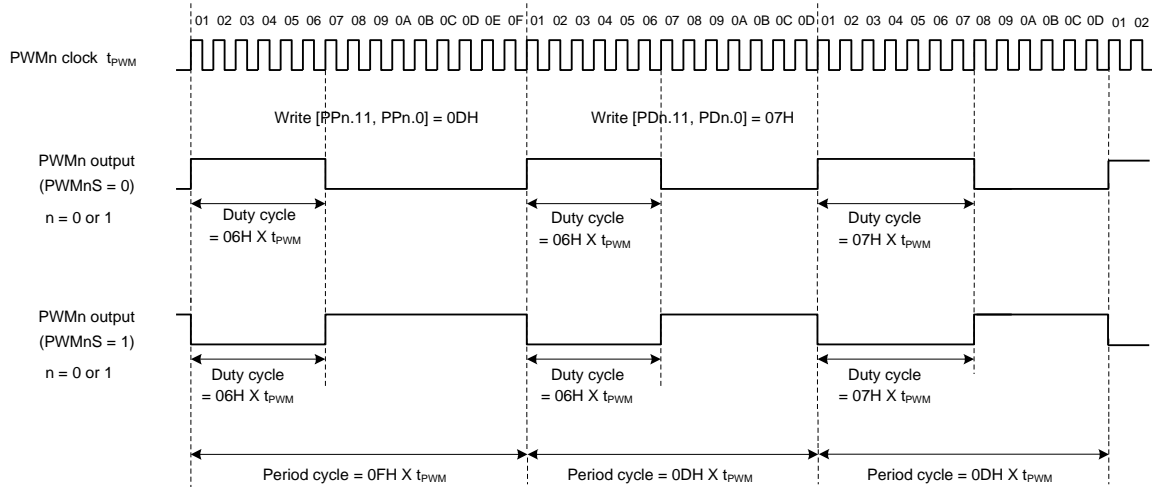 01 02 03 04 05 06 07 08 09 0A 0B 0C 0D 0E 0F 01 02 03 04 05 06 07 08 09 0A 0B 0C 0D 01 02 03 04 05 06 07 08 09 0A 0B 0C 0D 01 02
PWMn clock tPWM
Write [PPn.11, PPn.0] = 0DH
Write [PDn.11, PDn.0] = 07H
PWMn output
(PWMnS = 0)
n = 0 or 1
Duty cycle
= 06H X tPWM
Duty cycle
= 06H X tPWM
Duty cycle
= 07H X tPWM
PWMn output
(PWMnS = 1)
n = 0 or 1
Duty cycle
= 06H X tPWM
Duty cycle
= 06H X tPWM
Duty cycle
= 07H X tPWM
Period cycle = 0FH X tPWM
Period cycle = 0DH X tPWM
Period cycle = 0DH X tPWM